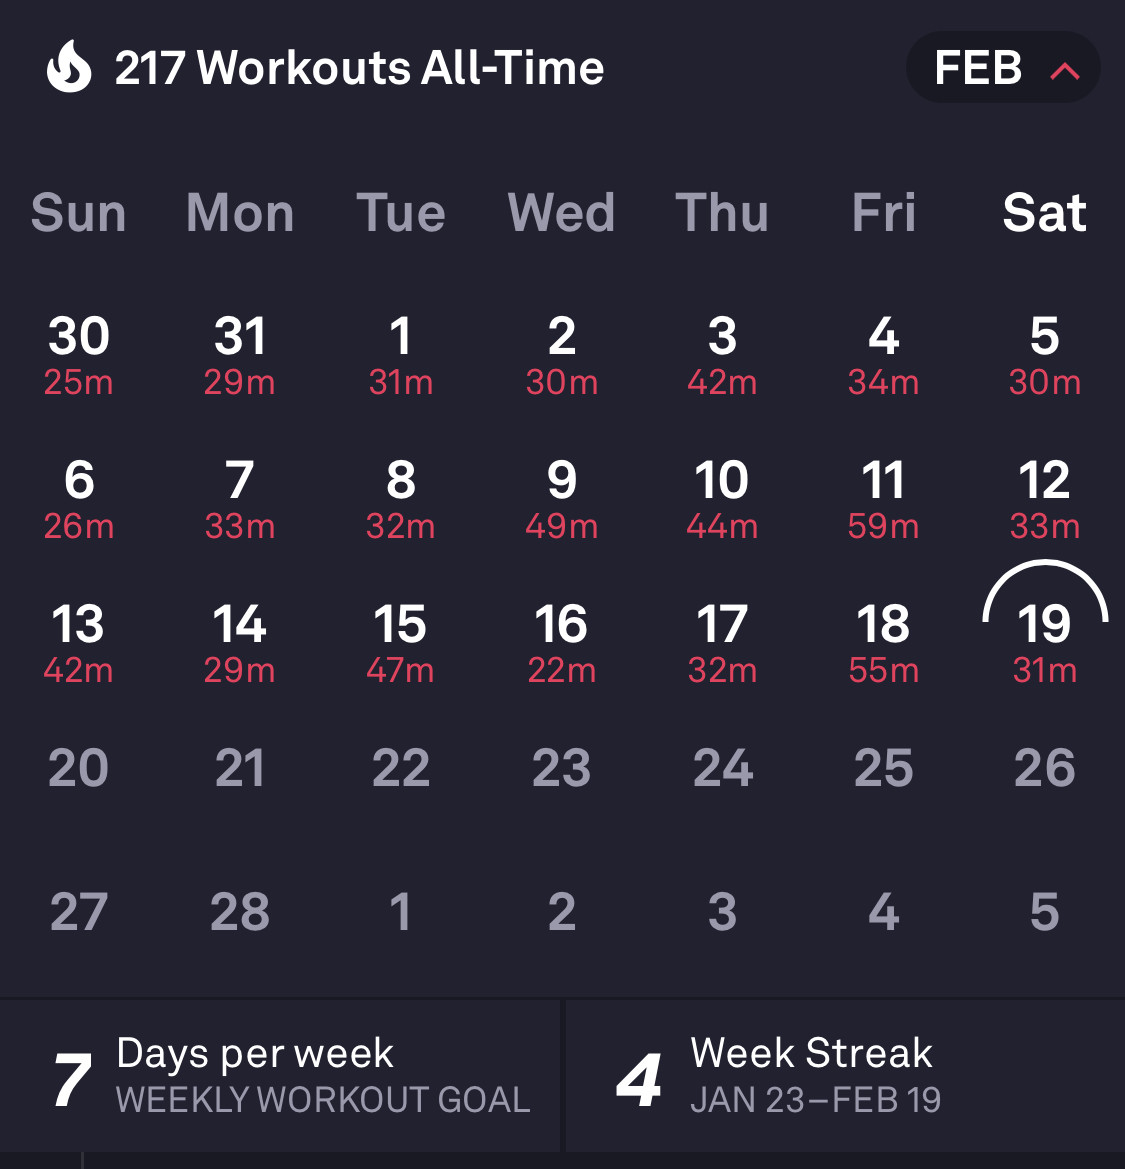 217 Workouts All-Time FEB
Sun Mon Tue Wed Thu Fri Sat
30 31 1 2 3 4 5
25m 29m 31m 30m 42m 34m 30m
6 7 8 9 10 11 12
26m 33m 32m 49m 44m 59m 33m
13 14 15 16 17 18 19
42m 29m 47m 22m 32m 55m 31m
20 21 22 23 24 25 26
27 28 1 2 3 4 5
7 Days per week
WEEKLY WORKOUT GOAL
4 Week Streak
JAN 23–FEB 19